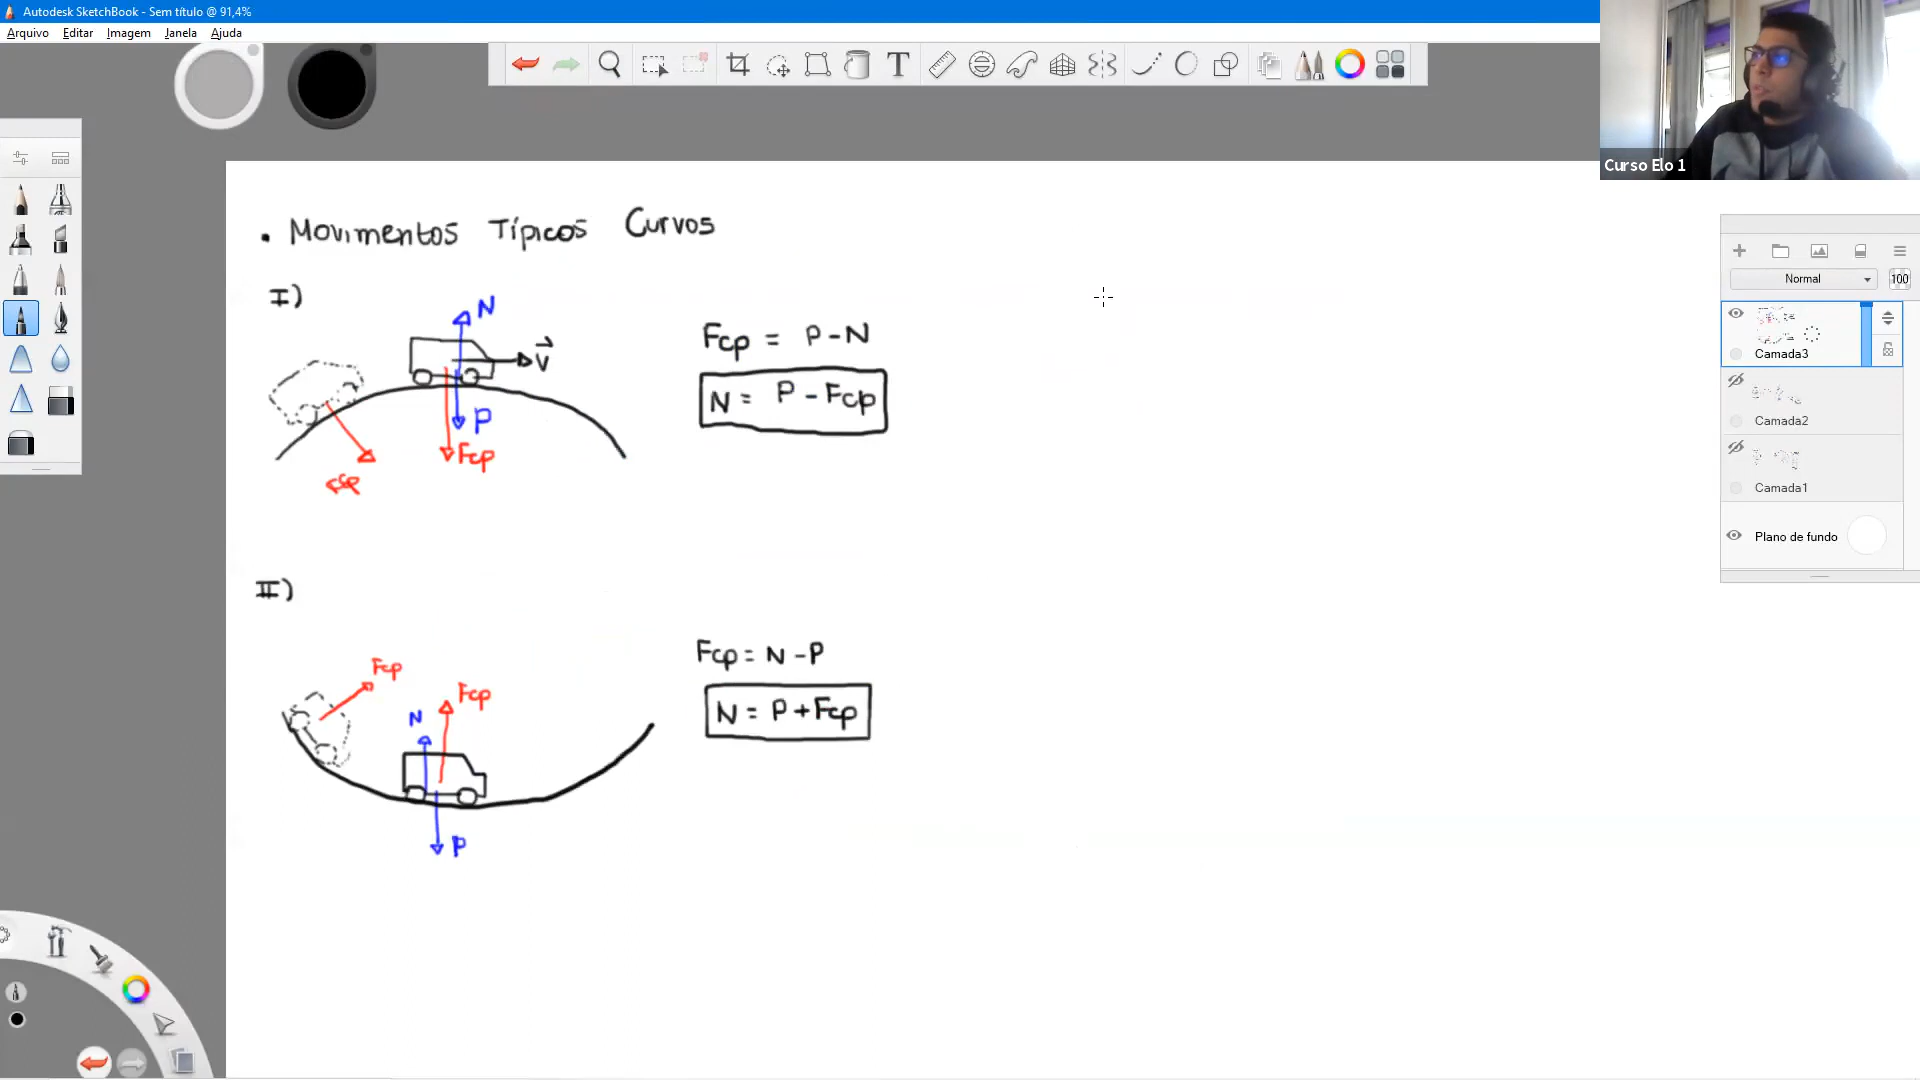 Autodesk SketchBook - Sem título @ 91,4%
Arquivo Editar Imagem Janela Ajuda
T
Curso Elo 1
• Movimentos Típicos Curvos
I)
N
V
P
Fcp
Fcp = P - N
N = P - Fcp
II)
Fcp
Fcp
N
P
Fcp = N - P
N = P + Fcp
Normal 100
Camada3
Camada2
Camada1
Plano de fundo